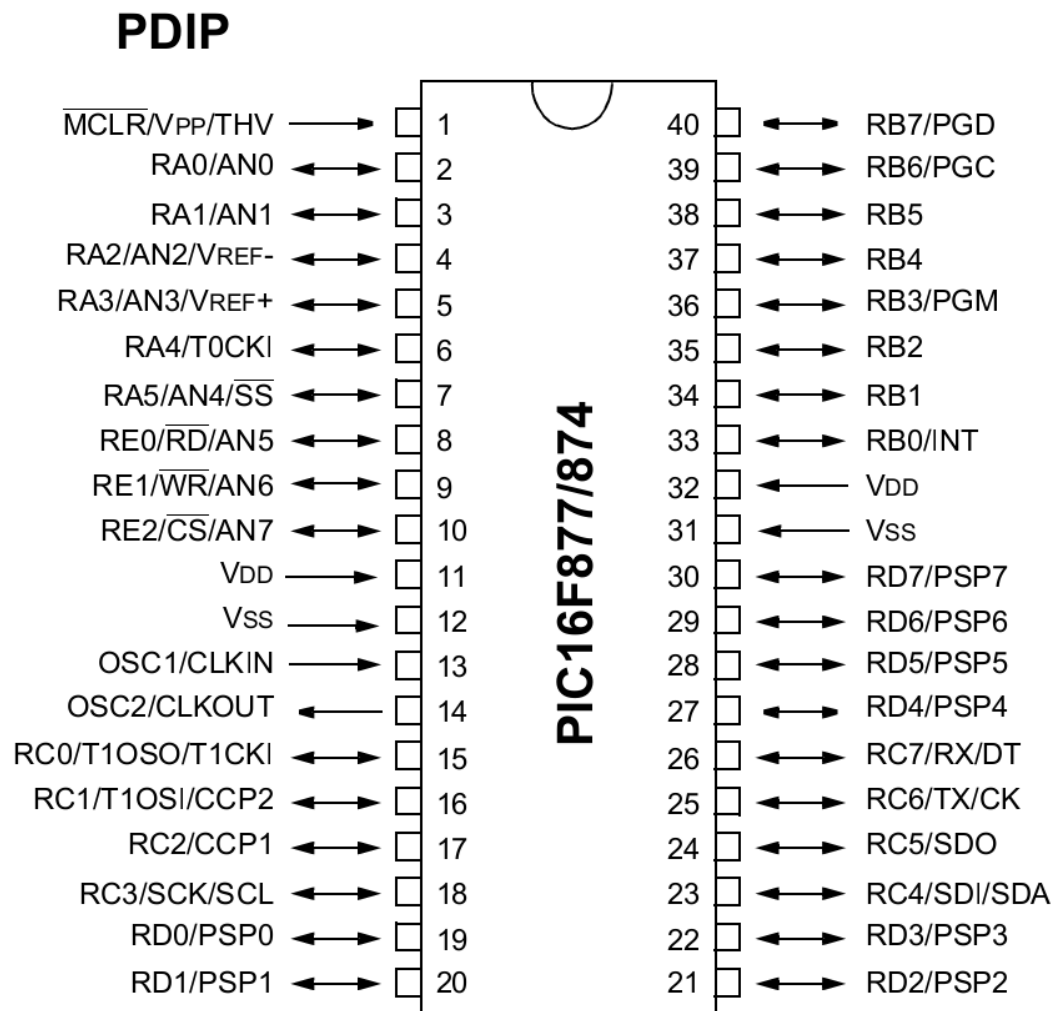 PDIP
MCLR/VPP/THV 1 40 RB7/PGD
RA0/AN0 2 39 RB6/PGC
RA1/AN1 3 38 RB5
RA2/AN2/VREF- 4 37 RB4
RA3/AN3/VREF+ 5 36 RB3/PGM
RA4/T0CKI 6 35 RB2
RA5/AN4/SS 7 34 RB1
RE0/RD/AN5 8 33 RB0/INT
RE1/WR/AN6 9 32 VDD
RE2/CS/AN7 10 31 VSS
VDD 11 30 RD7/PSP7
VSS 12 29 RD6/PSP6
OSC1/CLKIN 13 28 RD5/PSP5
OSC2/CLKOUT 14 27 RD4/PSP4
RC0/T1OSO/T1CKI 15 26 RC7/RX/DT
RC1/T1OSI/CCP2 16 25 RC6/TX/CK
RC2/CCP1 17 24 RC5/SDO
RC3/SCK/SCL 18 23 RC4/SDI/SDA
RD0/PSP0 19 22 RD3/PSP3
RD1/PSP1 20 21 RD2/PSP2
PIC16F877/874